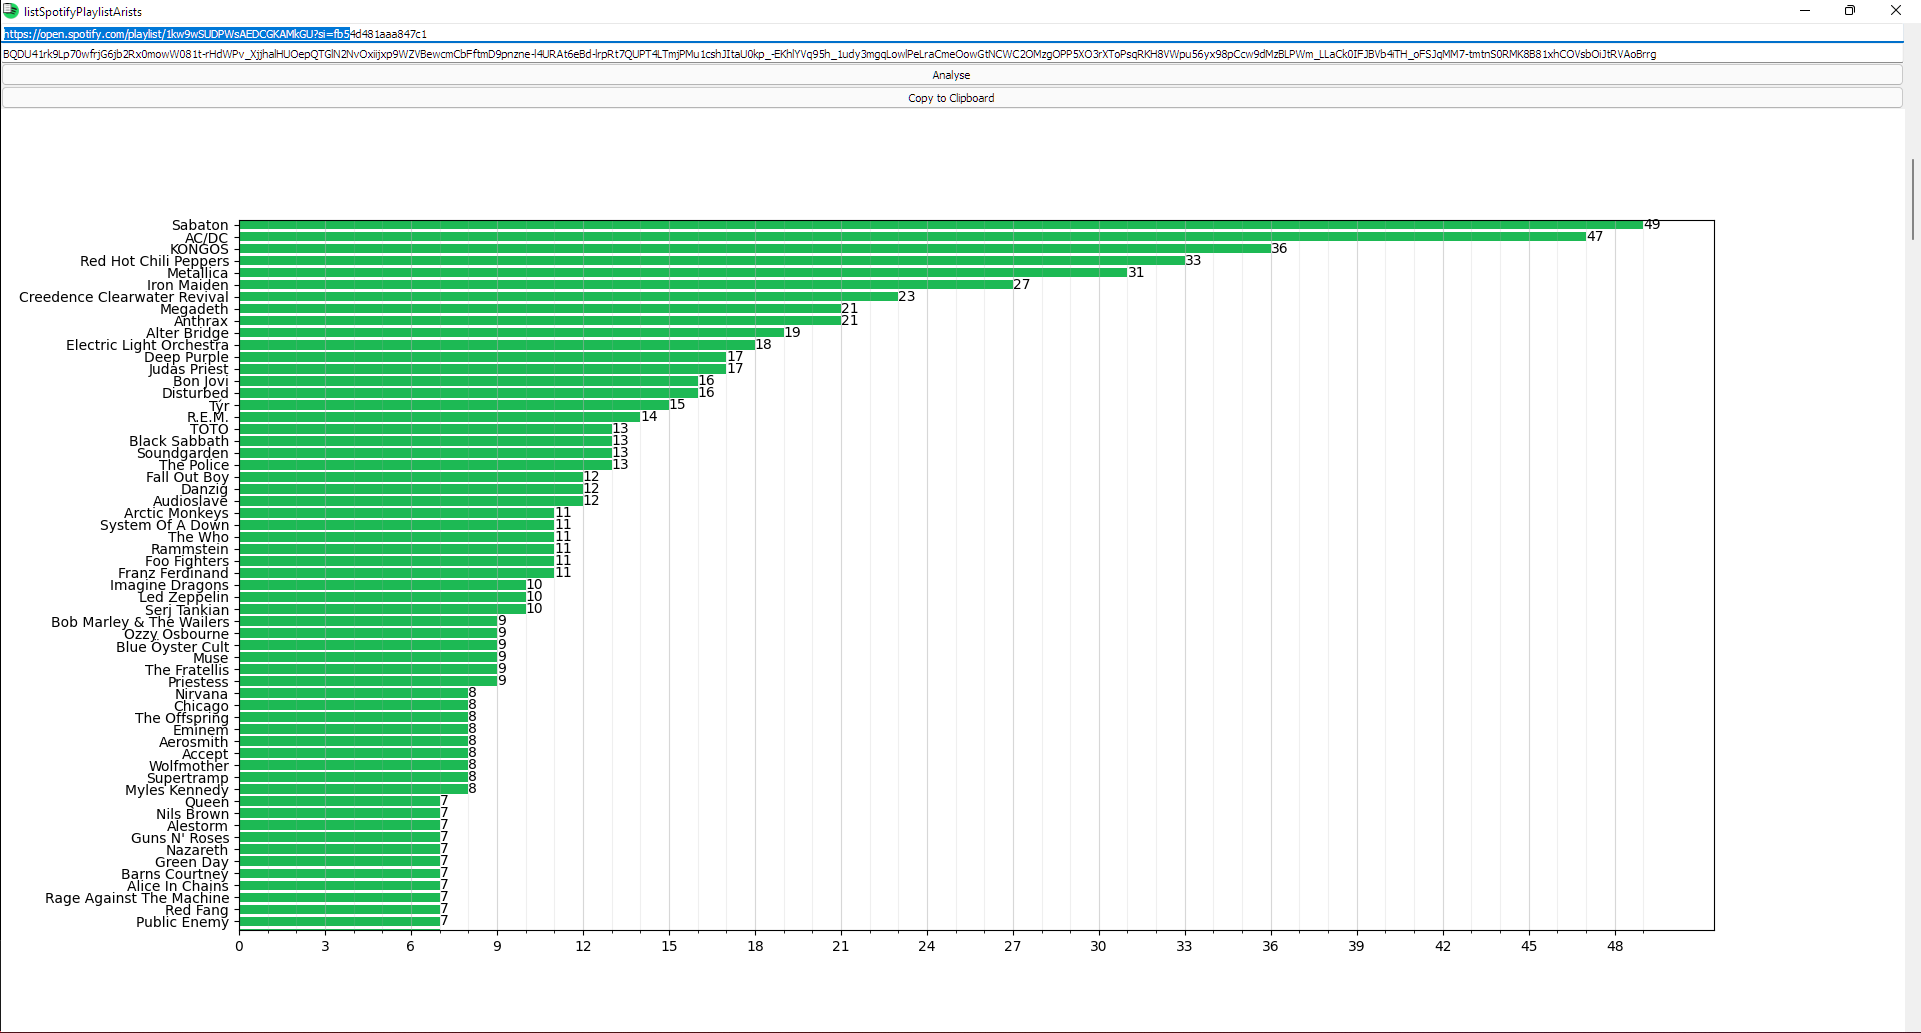 listSpotifyPlaylistArists
https://open.spotify.com/playlist/1kw9wSUDPWsAEDCGKAMkGU?si=fb54d481aaa847c1
Analyse
Copy to Clipboard
Sabaton 49
AC/DC 47
KONGOS 36
Red Hot Chili Peppers 33
Metallica 31
Iron Maiden 27
Creedence Clearwater Revival 23
Megadeth 21
Anthrax 21
Alter Bridge 19
Electric Light Orchestra 18
Deep Purple 17
Judas Priest 17
Bon Jovi 16
Disturbed 16
Týr 15
R.E.M. 14
TOTO 13
Black Sabbath 13
Soundgarden 13
The Police 13
Fall Out Boy 12
Danzig 12
Audioslave 12
Arctic Monkeys 11
System Of A Down 11
The Who 11
Rammstein 11
Foo Fighters 11
Franz Ferdinand 11
Imagine Dragons 10
Led Zeppelin 10
Serj Tankian 10
Bob Marley & The Wailers 9
Ozzy Osbourne 9
Blue Öyster Cult 9
Muse 9
The Fratellis 9
Priestess 9
Nirvana 8
Chicago 8
The Offspring 8
Eminem 8
Aerosmith 8
Accept 8
Wolfmother 8
Supertramp 8
Myles Kennedy 8
Queen 7
Nils Brown 7
Alestorm 7
Guns N' Roses 7
Nazareth 7
Green Day 7
Barns Courtney 7
Alice In Chains 7
Rage Against The Machine 7
Red Fang 7
Public Enemy 7
0 3 6 9 12 15 18 21 24 27 30 33 36 39 42 45 48